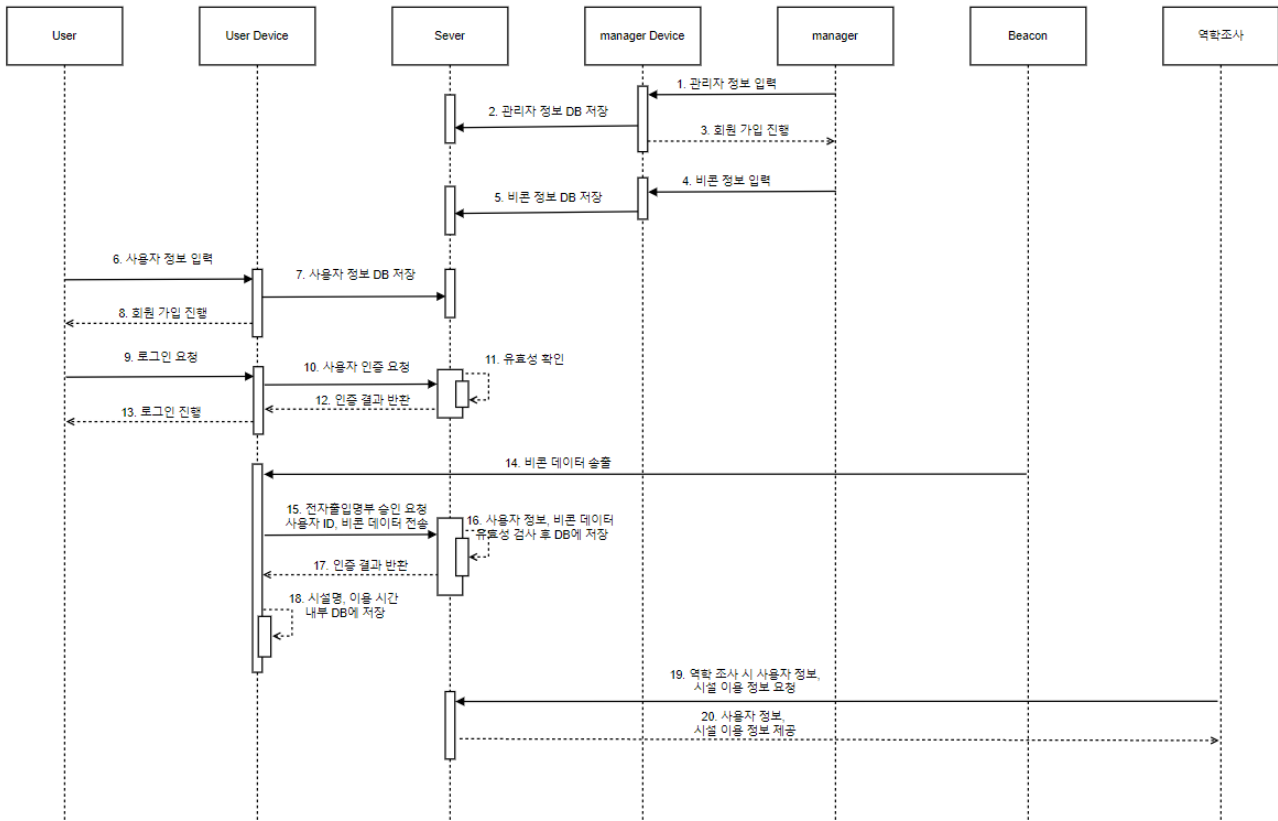 User
User Device
Sever
manager Device
manager
Beacon
역학조사
1. 관리자 정보 입력
2. 관리자 정보 DB 저장
3. 회원 가입 진행
4. 비콘 정보 입력
5. 비콘 정보 DB 저장
6. 사용자 정보 입력
7. 사용자 정보 DB 저장
8. 회원 가입 진행
9. 로그인 요청
10. 사용자 인증 요청
11. 유효성 확인
12. 인증 결과 반환
13. 로그인 진행
14. 비콘 데이터 송출
15. 전자출입명부 승인 요청
사용자 ID, 비콘 데이터 전송
16. 사용자 정보, 비콘 데이터
유효성 검사 후 DB에 저장
17. 인증 결과 반환
18. 시설명, 이용 시간
내부 DB에 저장
19. 역학 조사 시 사용자 정보,
시설 이용 정보 요청
20. 사용자 정보,
시설 이용 정보 제공